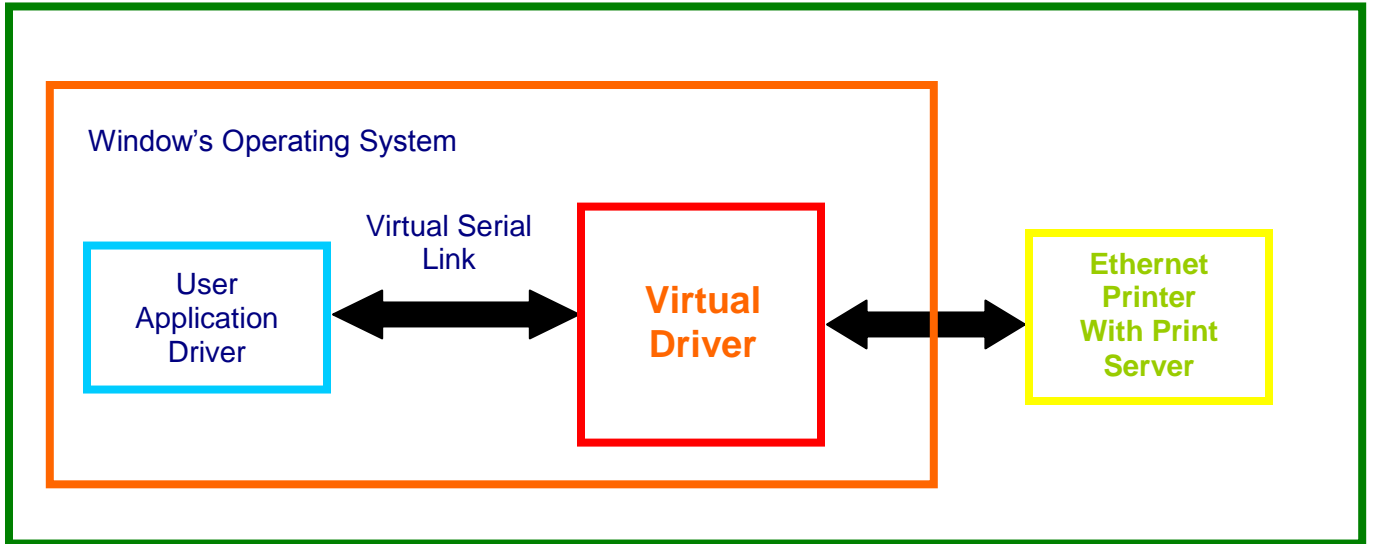 Window’s Operating System
Virtual Serial
Link
User
Application
Driver
Virtual
Driver
Ethernet
Printer
With Print
Server